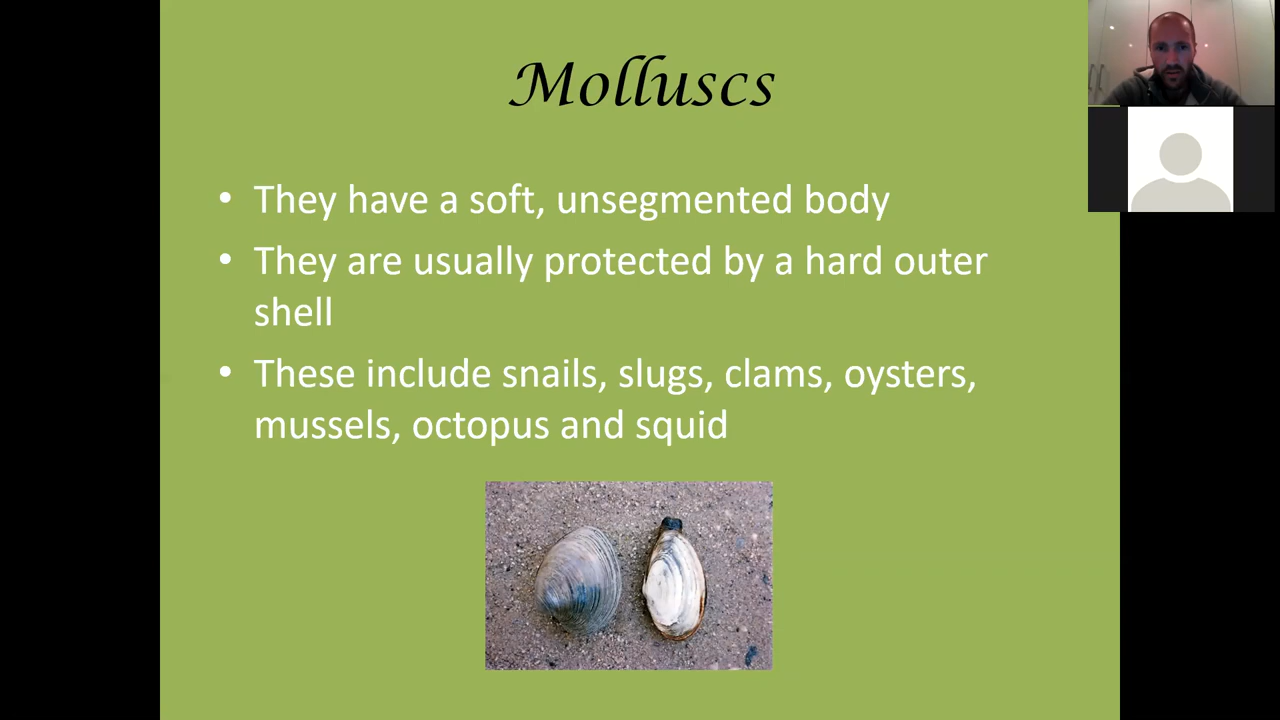 Molluscs
• They have a soft, unsegmented body
• They are usually protected by a hard outer
shell
• These include snails, slugs, clams, oysters,
mussels, octopus and squid